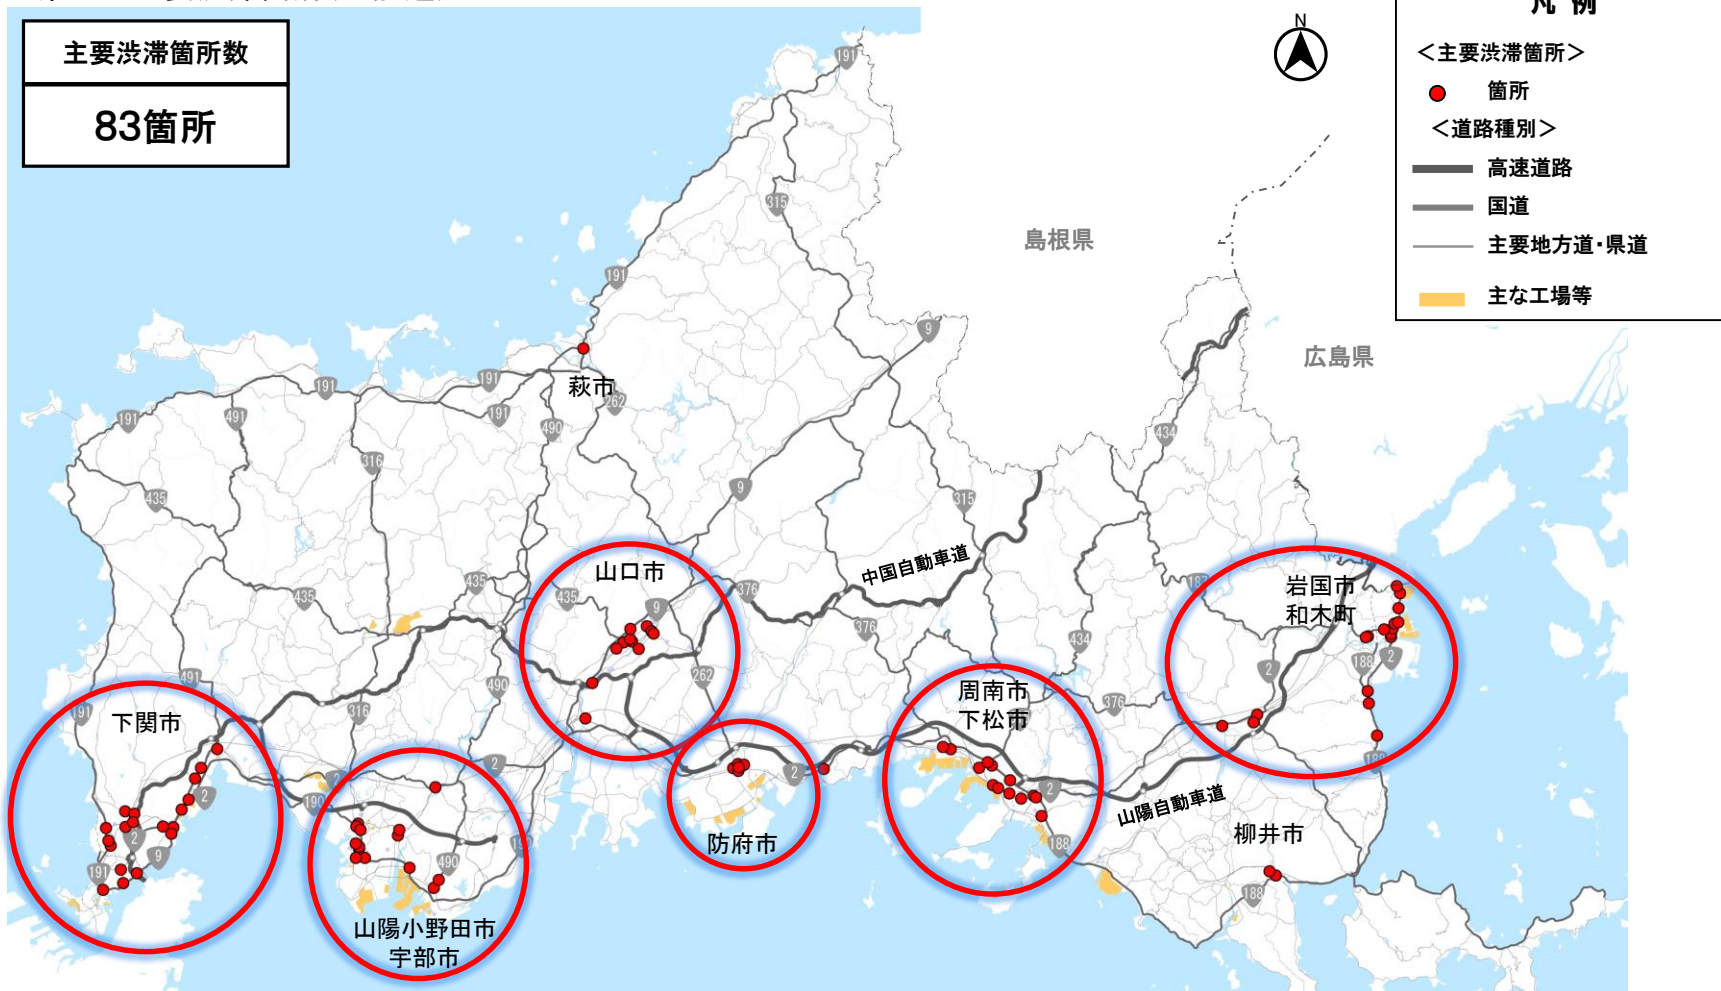 主要渋滞箇所数
83箇所
N
凡 例
＜主要渋滞箇所＞
箇所
＜道路種別＞
高速道路
国道
主要地方道・県道
主な工場等
191
315
島根県
191
9
広島県
萩市
191
191
191
191
491
262
490
434
316
435
9
315
中国自動車道
山口市
435
435
435
376
9
岩国市
和木町
376
434
188
2
2
491
490
262
周南市
下松市
376
191
下関市
316
2
2
190
2
2
山陽自動車道
188
2
9
191
490
防府市
188
柳井市
188
山陽小野田市
宇部市